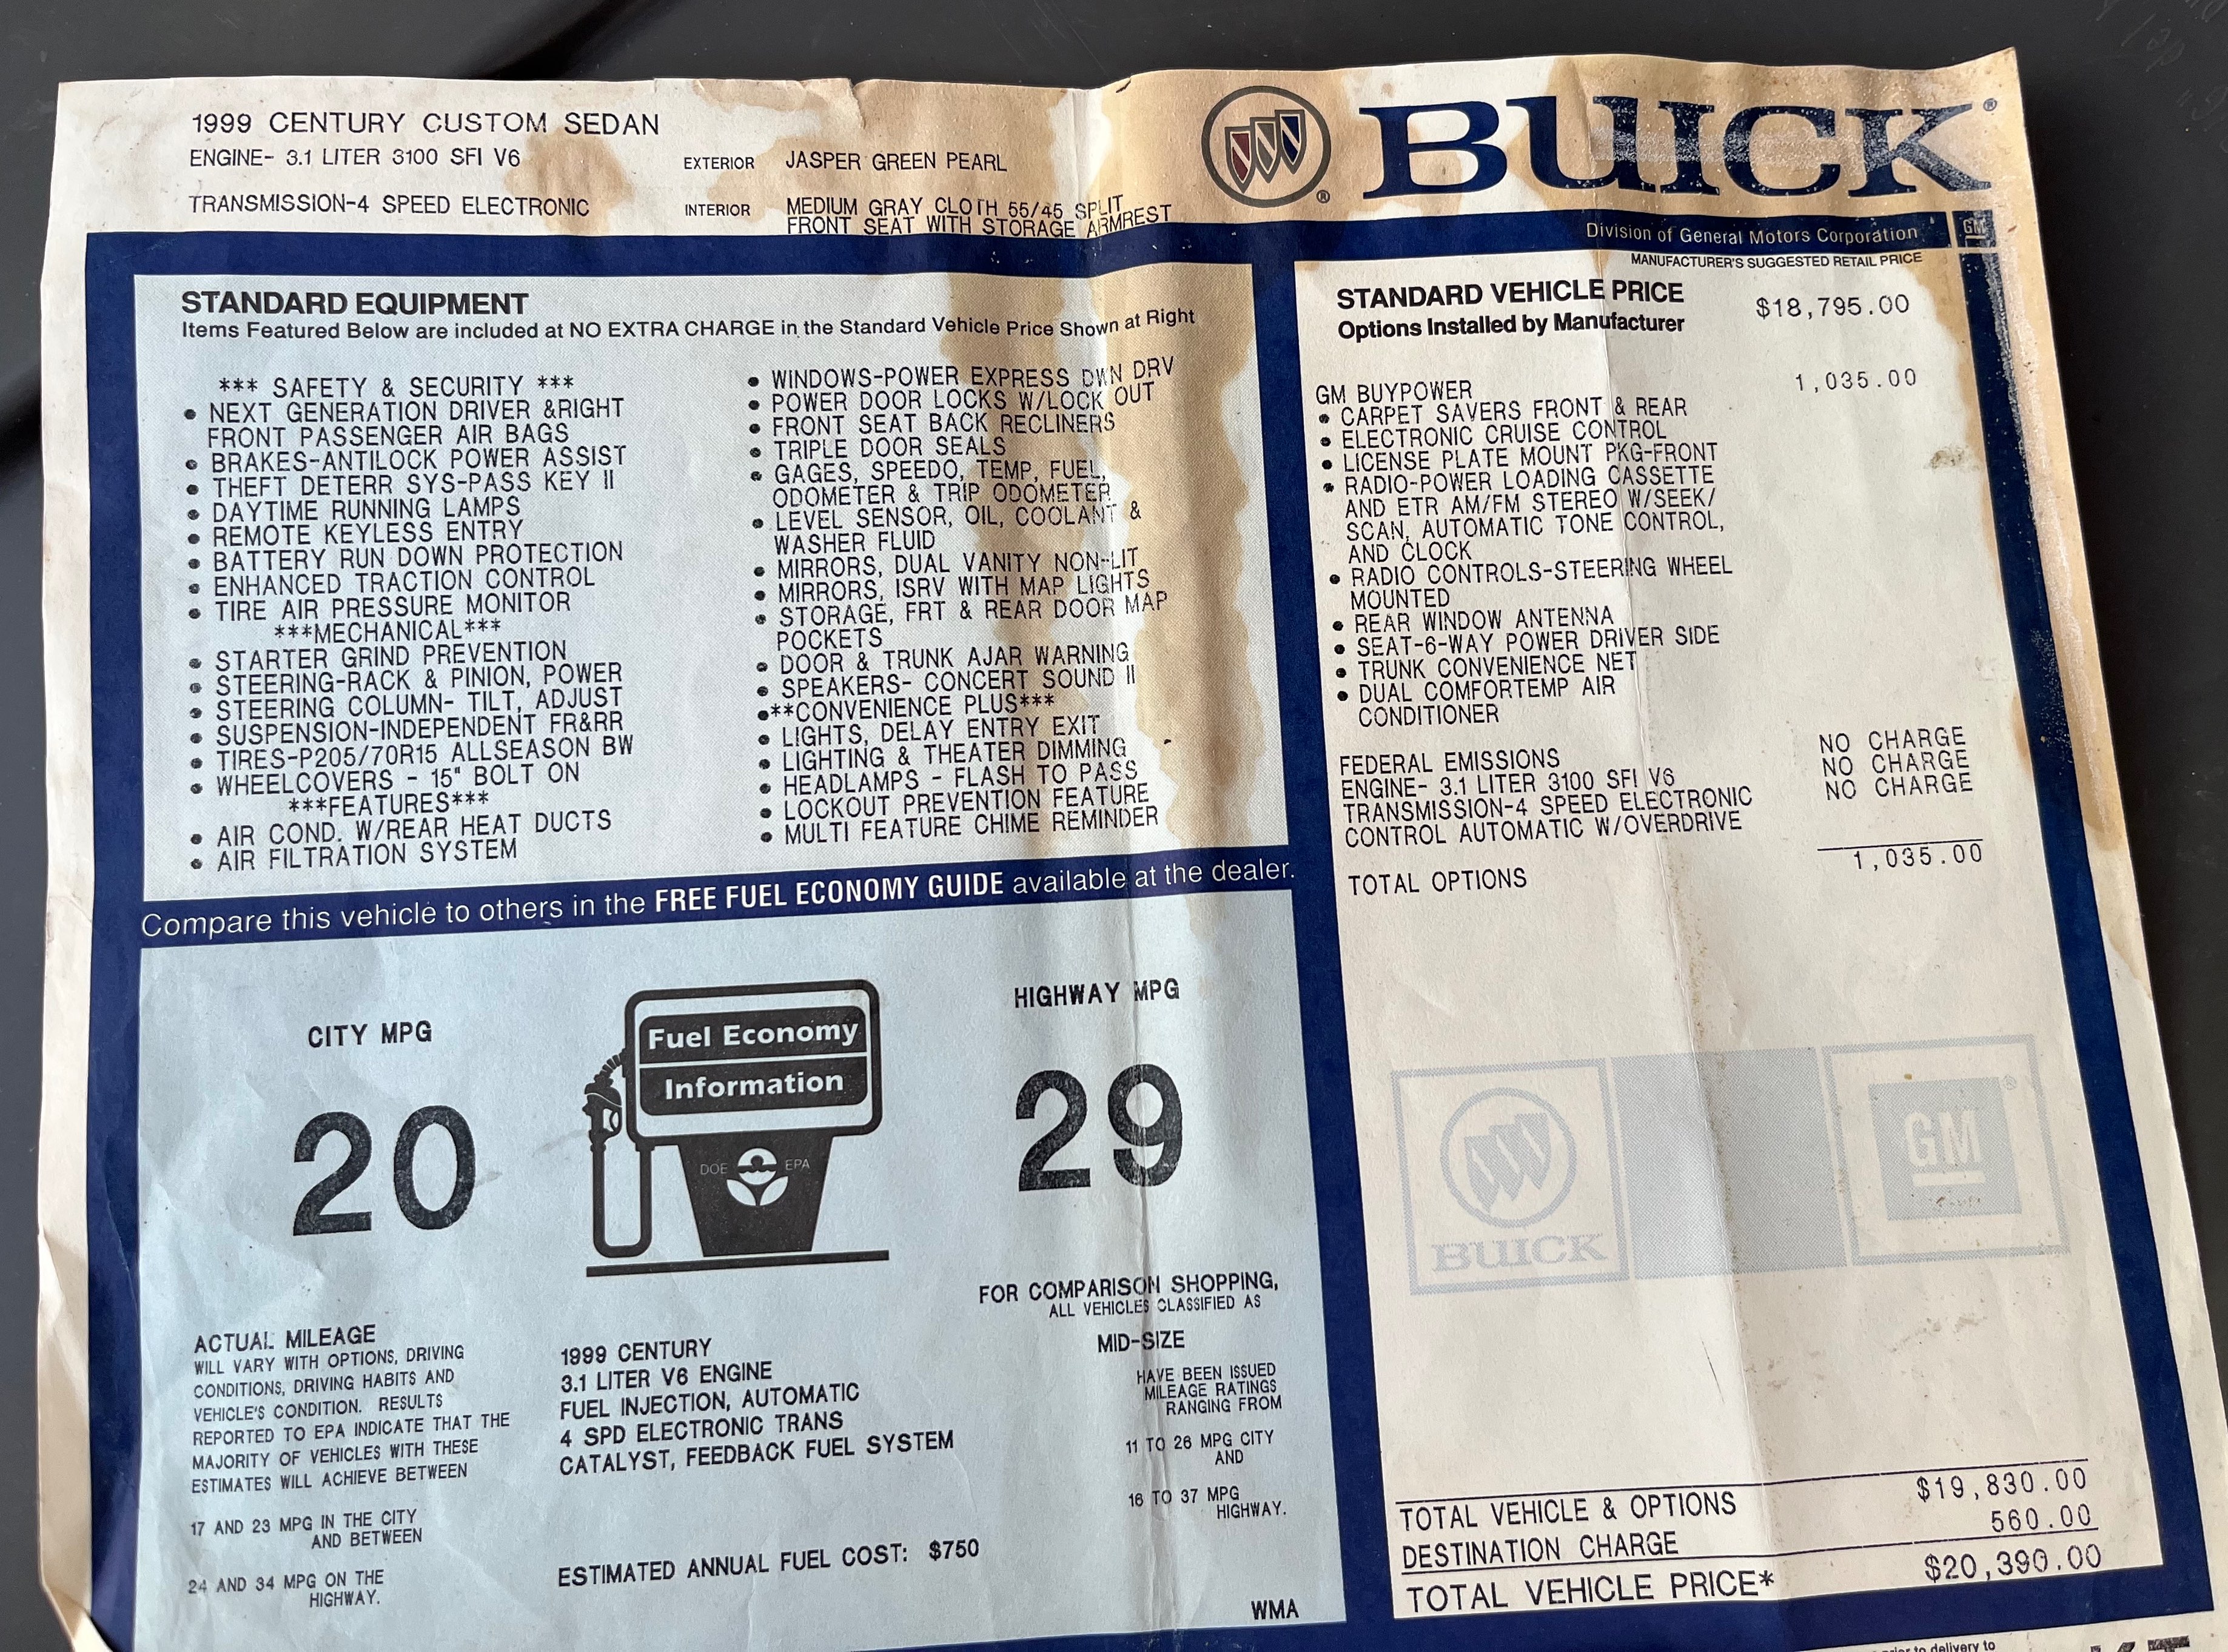 1999 CENTURY CUSTOM SEDAN
ENGINE- 3.1 LITER 3100 SFI V6
TRANSMISSION-4 SPEED ELECTRONIC
EXTERIOR JASPER GREEN PEARL
INTERIOR MEDIUM GRAY CLOTH 55/45 SPLIT
FRONT SEAT WITH STORAGE ARMREST
BUICK®
®
Division of General Motors Corporation GM
STANDARD EQUIPMENT
Items Featured Below are included at NO EXTRA CHARGE in the Standard Vehicle Price Shown at Right
*** SAFETY & SECURITY ***
• NEXT GENERATION DRIVER &RIGHT
FRONT PASSENGER AIR BAGS
• BRAKES-ANTILOCK POWER ASSIST
• THEFT DETERR SYS-PASS KEY II
• DAYTIME RUNNING LAMPS
• REMOTE KEYLESS ENTRY
• BATTERY RUN DOWN PROTECTION
• ENHANCED TRACTION CONTROL
• TIRE AIR PRESSURE MONITOR
***MECHANICAL***
• STARTER GRIND PREVENTION
• STEERING-RACK & PINION, POWER
• STEERING COLUMN- TILT, ADJUST
• SUSPENSION-INDEPENDENT FR&RR
• TIRES-P205/70R15 ALLSEASON BW
• WHEELCOVERS - 15" BOLT ON
***FEATURES***
• AIR COND. W/REAR HEAT DUCTS
• AIR FILTRATION SYSTEM
• WINDOWS-POWER EXPRESS DWN DRV
• POWER DOOR LOCKS W/LOCK OUT
• FRONT SEAT BACK RECLINERS
• TRIPLE DOOR SEALS
• GAGES, SPEEDO, TEMP, FUEL,
ODOMETER & TRIP ODOMETER
• LEVEL SENSOR, OIL, COOLANT &
WASHER FLUID
• MIRRORS, DUAL VANITY NON-LIT
• MIRRORS, ISRV WITH MAP LIGHTS
• STORAGE, FRT & REAR DOOR MAP
POCKETS
• DOOR & TRUNK AJAR WARNING
• SPEAKERS- CONCERT SOUND II
•**CONVENIENCE PLUS***
• LIGHTS, DELAY ENTRY EXIT
• LIGHTING & THEATER DIMMING
• HEADLAMPS - FLASH TO PASS
• LOCKOUT PREVENTION FEATURE
• MULTI FEATURE CHIME REMINDER
MANUFACTURER'S SUGGESTED RETAIL PRICE
STANDARD VEHICLE PRICE $18,795.00
Options Installed by Manufacturer
GM BUYPOWER 1,035.00
• CARPET SAVERS FRONT & REAR
• ELECTRONIC CRUISE CONTROL
• LICENSE PLATE MOUNT PKG-FRONT
• RADIO-POWER LOADING CASSETTE
AND ETR AM/FM STEREO W/SEEK/
SCAN, AUTOMATIC TONE CONTROL,
AND CLOCK
• RADIO CONTROLS-STEERING WHEEL
MOUNTED
• REAR WINDOW ANTENNA
• SEAT-6-WAY POWER DRIVER SIDE
• TRUNK CONVENIENCE NET
• DUAL COMFORTEMP AIR
CONDITIONER
FEDERAL EMISSIONS NO CHARGE
ENGINE- 3.1 LITER 3100 SFI V6 NO CHARGE
TRANSMISSION-4 SPEED ELECTRONIC NO CHARGE
CONTROL AUTOMATIC W/OVERDRIVE
TOTAL OPTIONS 1,035.00
BUICK GM®
TOTAL VEHICLE & OPTIONS $19,830.00
DESTINATION CHARGE 560.00
TOTAL VEHICLE PRICE* $20,390.00
Compare this vehicle to others in the FREE FUEL ECONOMY GUIDE available at the dealer.
CITY MPG
20
Fuel Economy
Information
DOE EPA
HIGHWAY MPG
29
ACTUAL MILEAGE
WILL VARY WITH OPTIONS, DRIVING
CONDITIONS, DRIVING HABITS AND
VEHICLE'S CONDITION. RESULTS
REPORTED TO EPA INDICATE THAT THE
MAJORITY OF VEHICLES WITH THESE
ESTIMATES WILL ACHIEVE BETWEEN
17 AND 23 MPG IN THE CITY
AND BETWEEN
24 AND 34 MPG ON THE
HIGHWAY.
1999 CENTURY
3.1 LITER V6 ENGINE
FUEL INJECTION, AUTOMATIC
4 SPD ELECTRONIC TRANS
CATALYST, FEEDBACK FUEL SYSTEM
ESTIMATED ANNUAL FUEL COST: $750
FOR COMPARISON SHOPPING,
ALL VEHICLES CLASSIFIED AS
MID-SIZE
HAVE BEEN ISSUED
MILEAGE RATINGS
RANGING FROM
11 TO 26 MPG CITY
AND
16 TO 37 MPG
HIGHWAY.
WMA
prior to delivery to